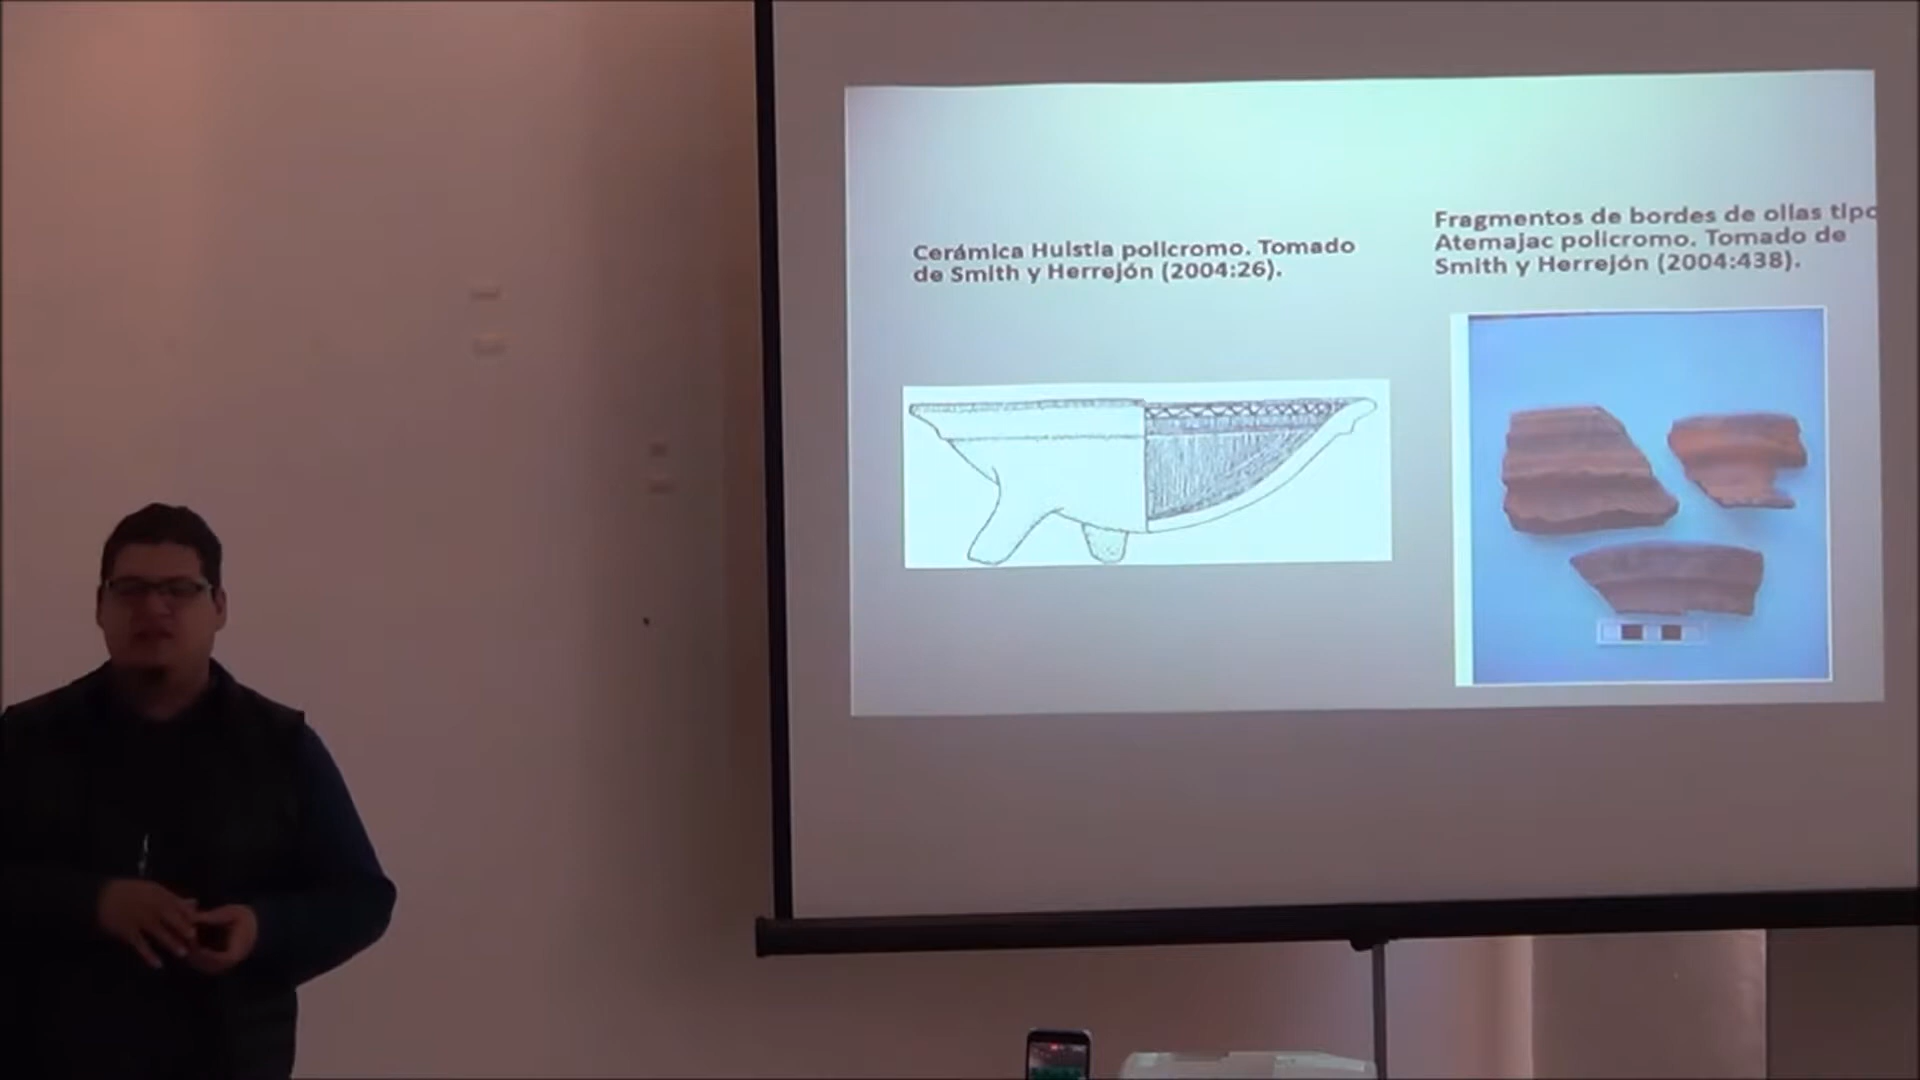 Cerámica Huistla policromo. Tomado
de Smith y Herrejón (2004:26).
Fragmentos de bordes de ollas tipo
Atemajac policromo. Tomado de
Smith y Herrejón (2004:438).